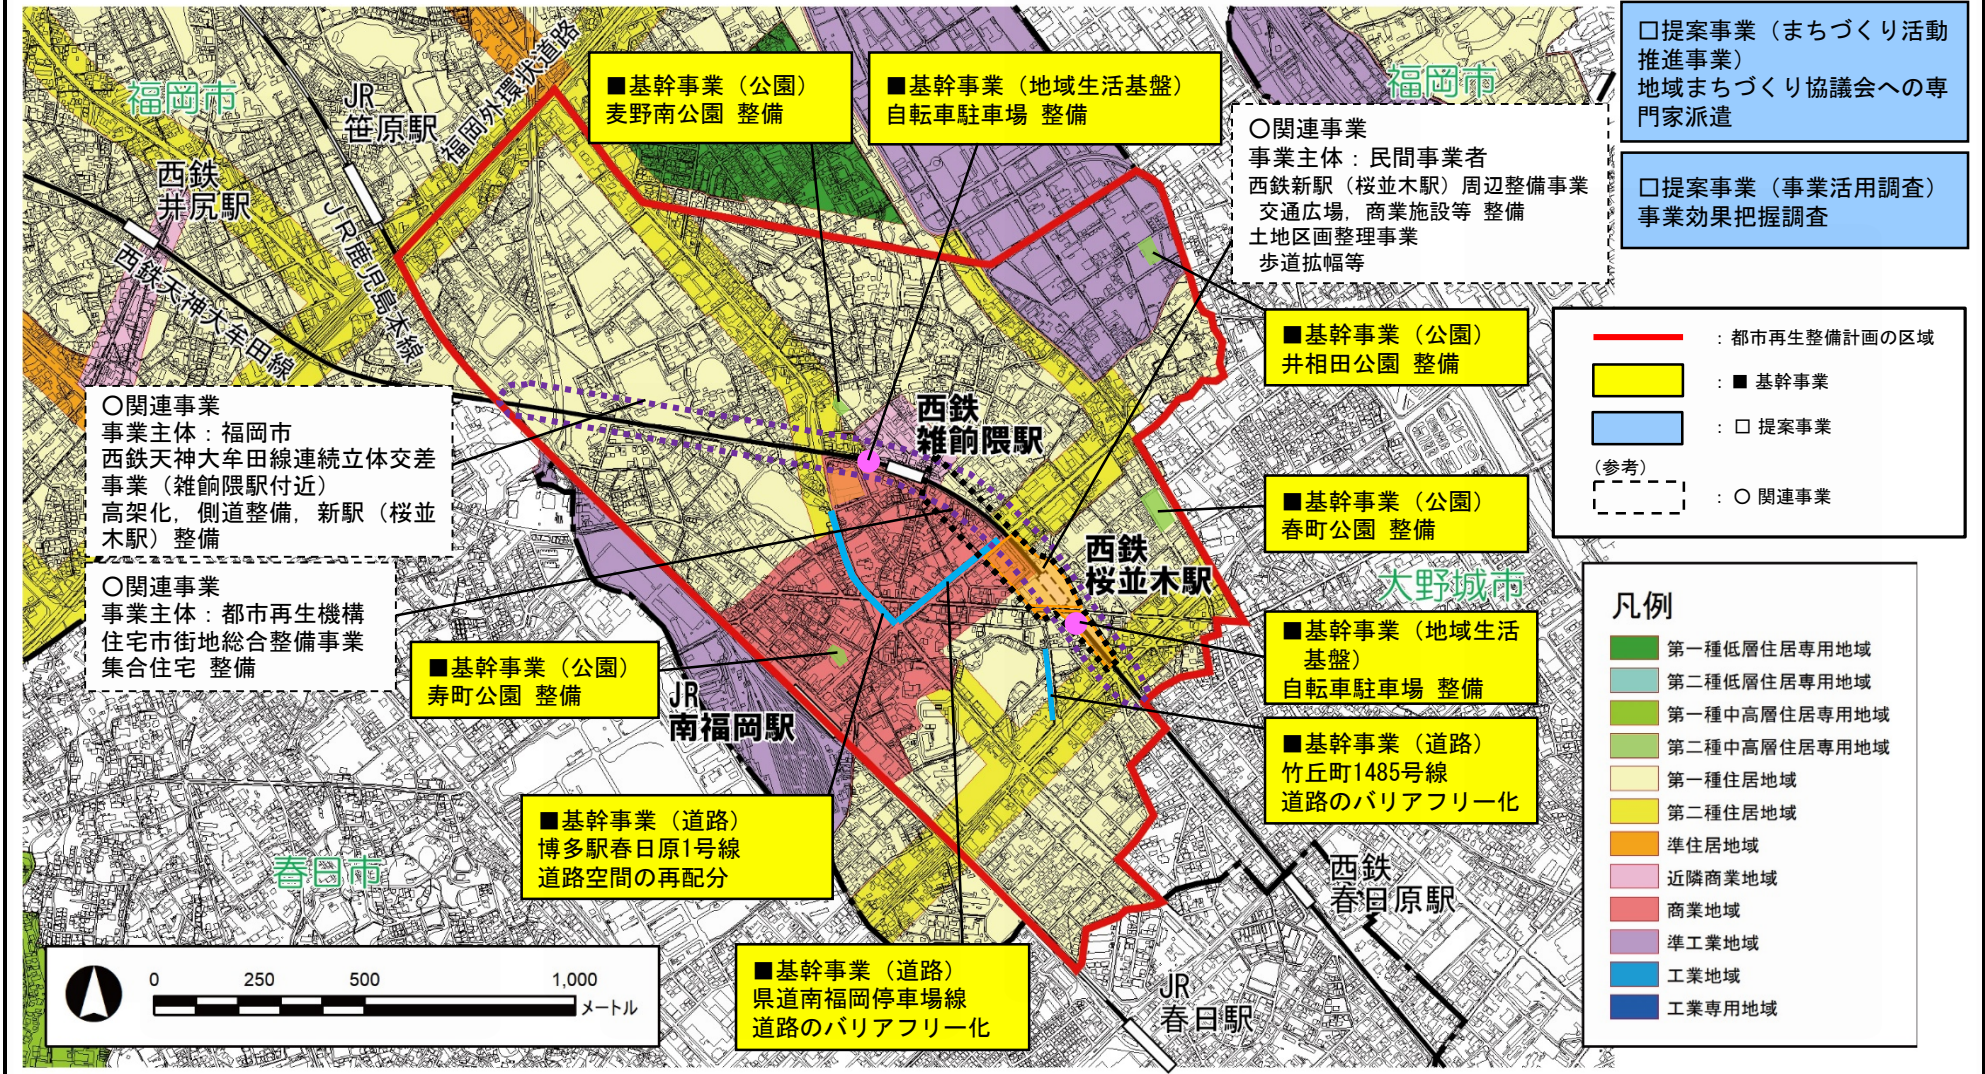 福岡市
JR
笹原駅
福岡外環状道路
西鉄
井尻駅
JR鹿児島本線
西鉄天神大牟田線
■基幹事業（公園）
麦野南公園 整備
■基幹事業（地域生活基盤）
自転車駐車場 整備
福岡市
○関連事業
事業主体：民間事業者
西鉄新駅（桜並木駅）周辺整備事業
交通広場，商業施設等 整備
土地区画整理事業
歩道拡幅等
□提案事業（まちづくり活動
推進事業）
地域まちづくり協議会への専
門家派遣
□提案事業（事業活用調査）
事業効果把握調査
■基幹事業（公園）
井相田公園 整備
：都市再生整備計画の区域
：■ 基幹事業
：□ 提案事業
(参考)
：○ 関連事業
○関連事業
事業主体：福岡市
西鉄天神大牟田線連続立体交差
事業（雑餉隈駅付近）
高架化，側道整備，新駅（桜並
木駅）整備
西鉄
雑餉隈駅
■基幹事業（公園）
春町公園 整備
西鉄
桜並木駅
大野城市
○関連事業
事業主体：都市再生機構
住宅市街地総合整備事業
集合住宅 整備
■基幹事業（公園）
寿町公園 整備
JR
南福岡駅
■基幹事業（地域生活
基盤）
自転車駐車場 整備
■基幹事業（道路）
竹丘町1485号線
道路のバリアフリー化
■基幹事業（道路）
博多駅春日原1号線
道路空間の再配分
春日市
西鉄
春日原駅
■基幹事業（道路）
県道南福岡停車場線
道路のバリアフリー化
JR
春日駅
0 250 500 1,000
メートル
凡例
第一種低層住居専用地域
第二種低層住居専用地域
第一種中高層住居専用地域
第二種中高層住居専用地域
第一種住居地域
第二種住居地域
準住居地域
近隣商業地域
商業地域
準工業地域
工業地域
工業専用地域